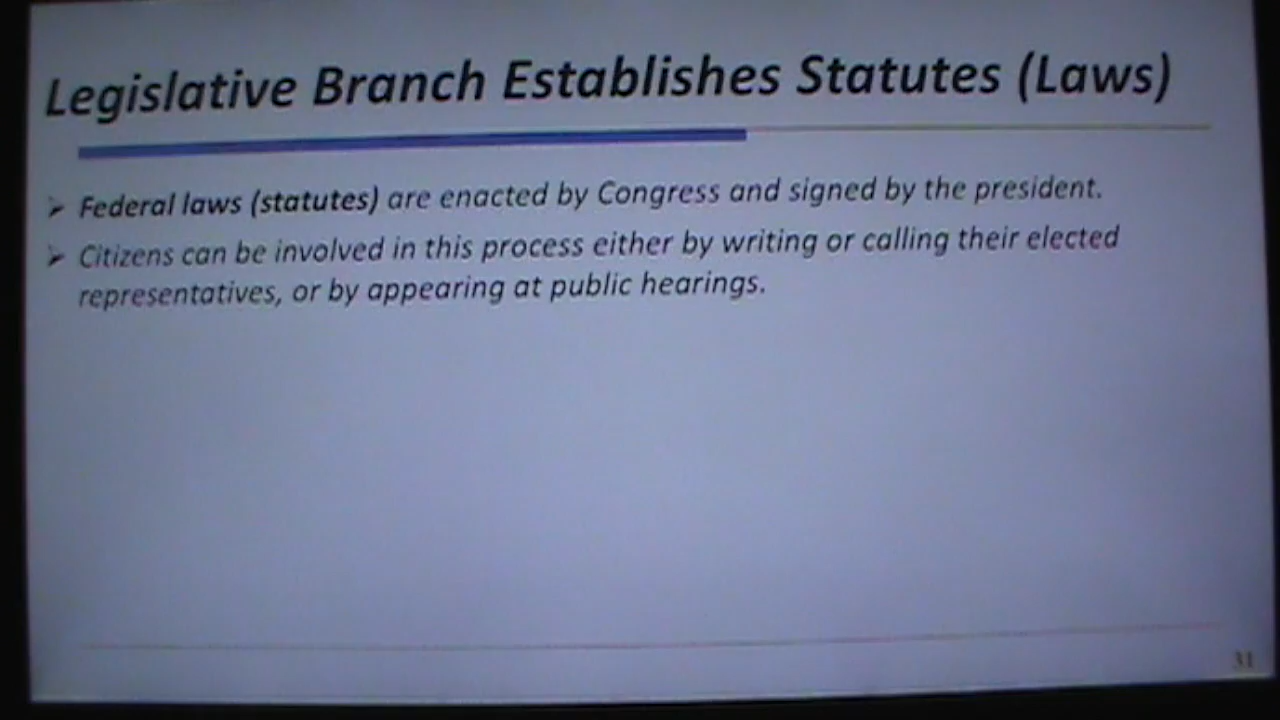 Legislative Branch Establishes Statutes (Laws)
➢ Federal laws (statutes) are enacted by Congress and signed by the president.
➢ Citizens can be involved in this process either by writing or calling their elected
representatives, or by appearing at public hearings.
31